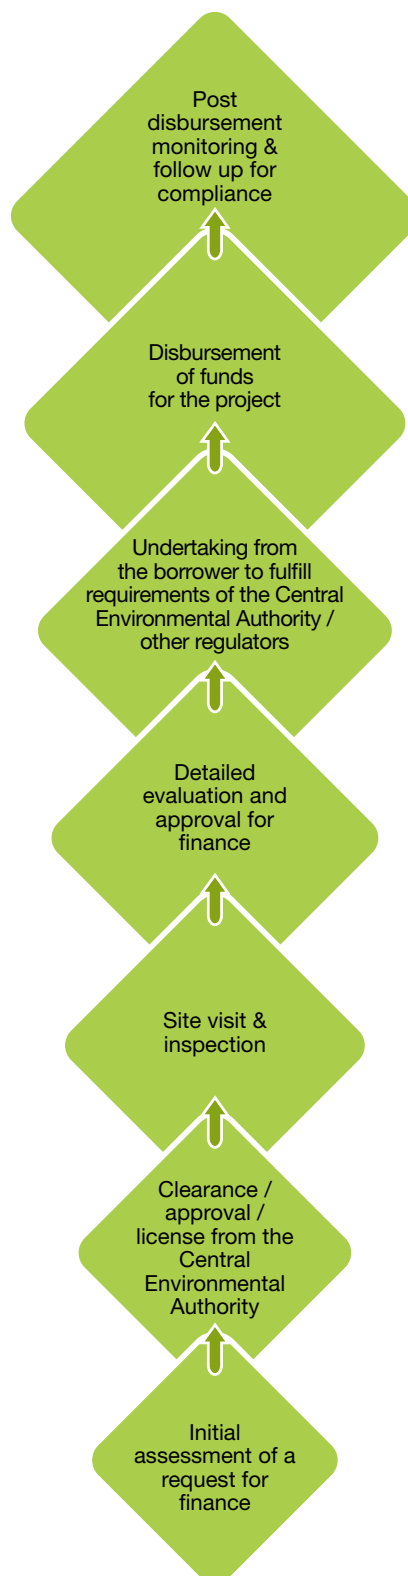 Post
disbursement
monitoring &
follow up for
compliance
Disbursement
of funds
for the project
Undertaking from
the borrower to fulfill
requirements of the Central
Environmental Authority /
other regulators
Detailed
evaluation and
approval for
finance
Site visit &
inspection
Clearance /
approval /
license from the
Central
Environmental
Authority
Initial
assessment of a
request for
finance